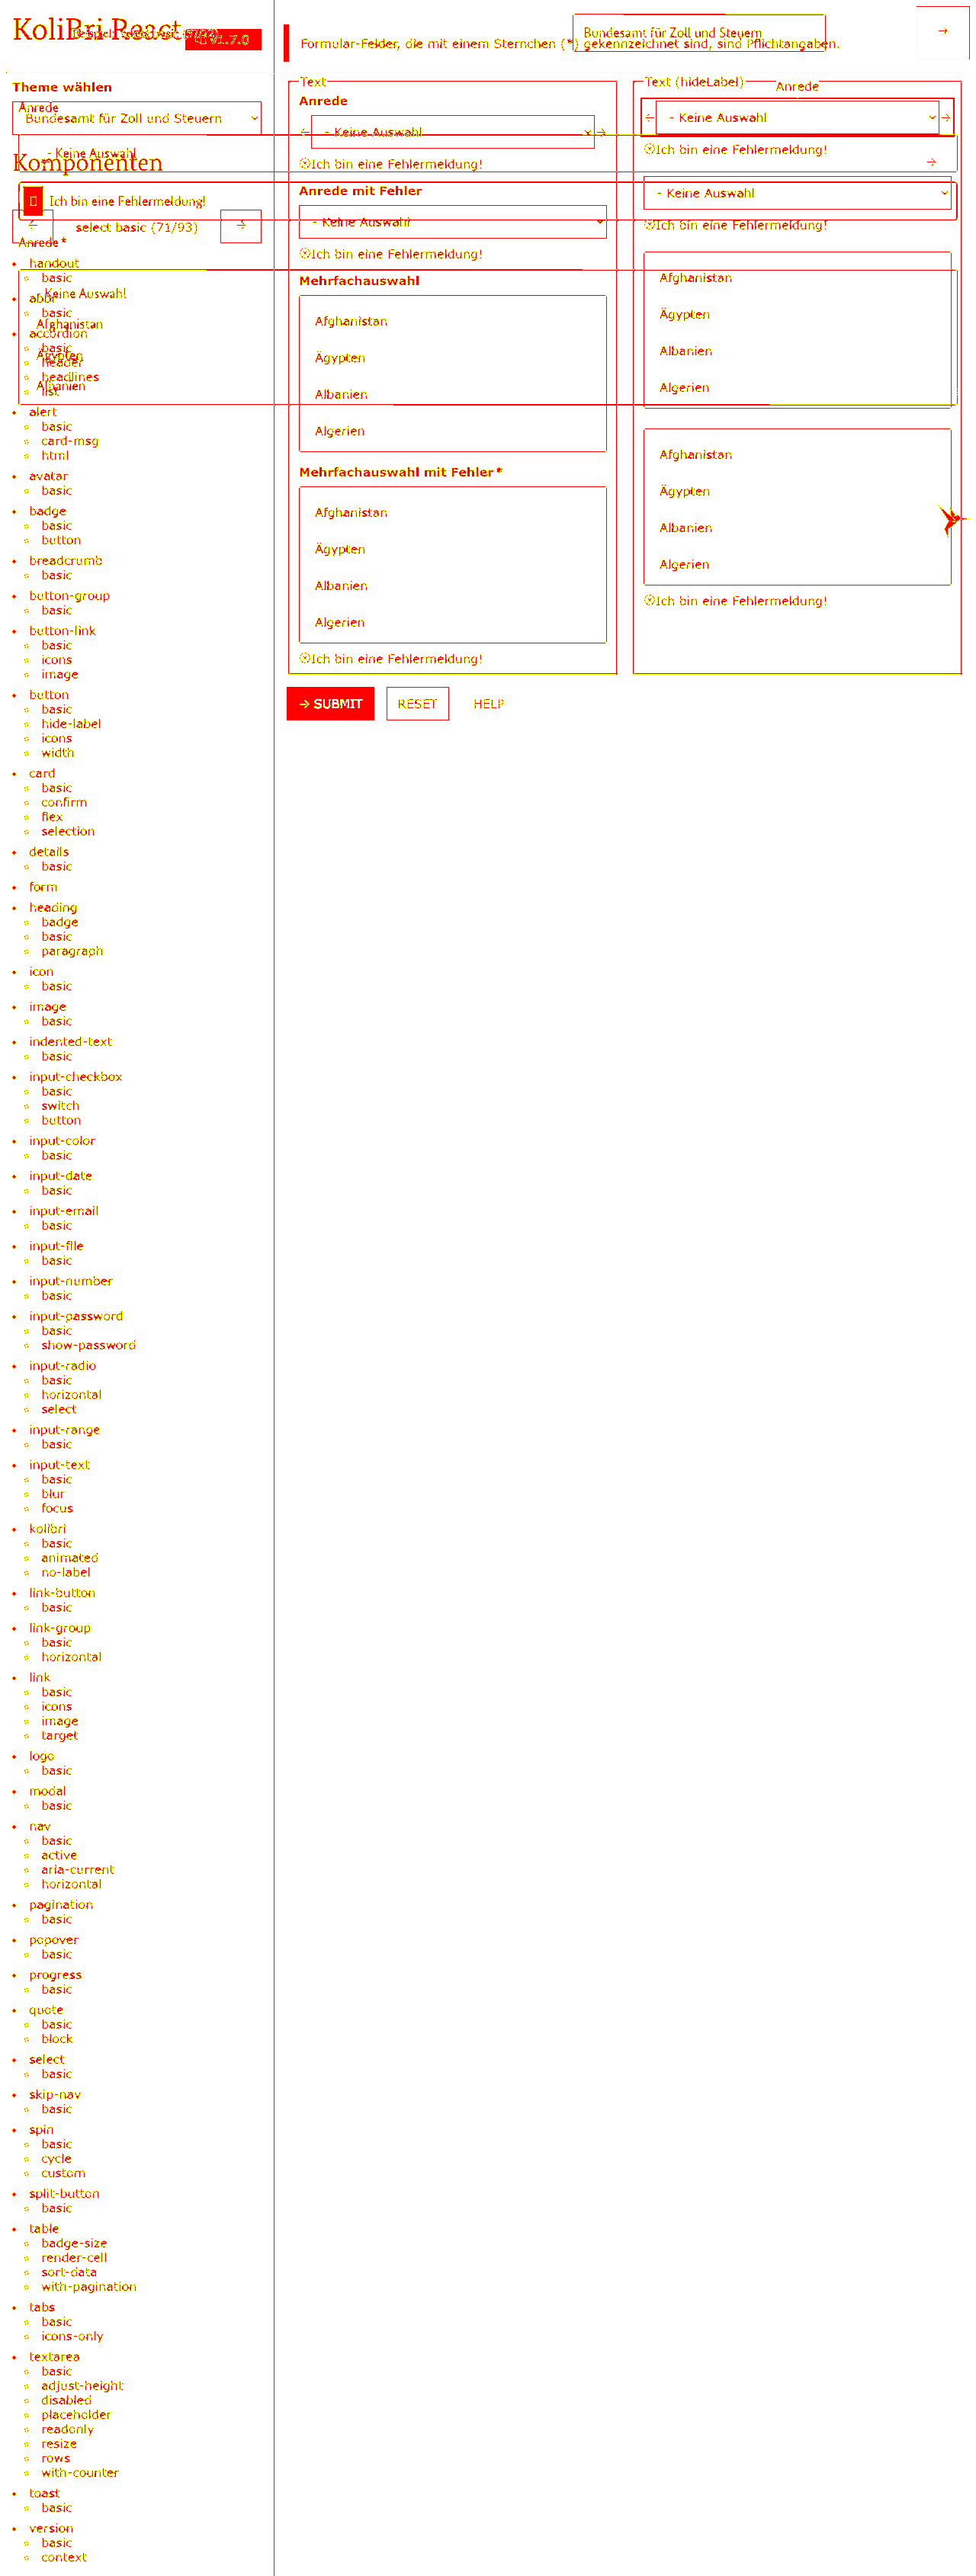 KoliBri React
v1.7.0
Bundesamt für Zoll und Steuern
→
Formular-Felder, die mit einem Sternchen (*) gekennzeichnet sind, sind Pflichtangaben.
Theme wählen
Anrede
Bundesamt für Zoll und Steuern
- Keine Auswahl
Komponenten
Ich bin eine Fehlermeldung!
← select basic (71/93) →
Anrede*
- Keine Auswahl
Afghanistan
Ägypten
Albanien
handout
basic
abbr
basic
accordion
basic
header
headlines
list
alert
basic
card-msg
html
avatar
basic
badge
basic
button
breadcrumb
basic
button-group
basic
button-link
basic
icons
image
button
basic
hide-label
icons
width
card
basic
confirm
flex
selection
details
basic
form
heading
badge
basic
paragraph
icon
basic
image
basic
indented-text
basic
input-checkbox
basic
switch
button
input-color
basic
input-date
basic
input-email
basic
input-file
basic
input-number
basic
input-password
basic
show-password
input-radio
basic
horizontal
select
input-range
basic
input-text
basic
blur
focus
kolibri
basic
animated
no-label
link-button
basic
link-group
basic
horizontal
link
basic
icons
image
target
logo
basic
modal
basic
nav
basic
active
aria-current
horizontal
pagination
basic
popover
basic
progress
basic
quote
basic
block
select
basic
skip-nav
basic
spin
basic
cycle
custom
split-button
basic
table
badge-size
render-cell
sort-data
with-pagination
tabs
basic
icons-only
textarea
basic
adjust-height
disabled
placeholder
readonly
resize
rows
with-counter
toast
basic
version
basic
context
Text
Anrede
← - Keine Auswahl →
Ich bin eine Fehlermeldung!
Anrede mit Fehler
- Keine Auswahl
Ich bin eine Fehlermeldung!
Mehrfachauswahl
Afghanistan
Ägypten
Albanien
Algerien
Mehrfachauswahl mit Fehler*
Afghanistan
Ägypten
Albanien
Algerien
Ich bin eine Fehlermeldung!
Text (hideLabel)
Anrede
← - Keine Auswahl →
Ich bin eine Fehlermeldung!
→
- Keine Auswahl
Ich bin eine Fehlermeldung!
Afghanistan
Ägypten
Albanien
Algerien
Afghanistan
Ägypten
Albanien
Algerien
Ich bin eine Fehlermeldung!
→ SUBMIT
RESET
HELP